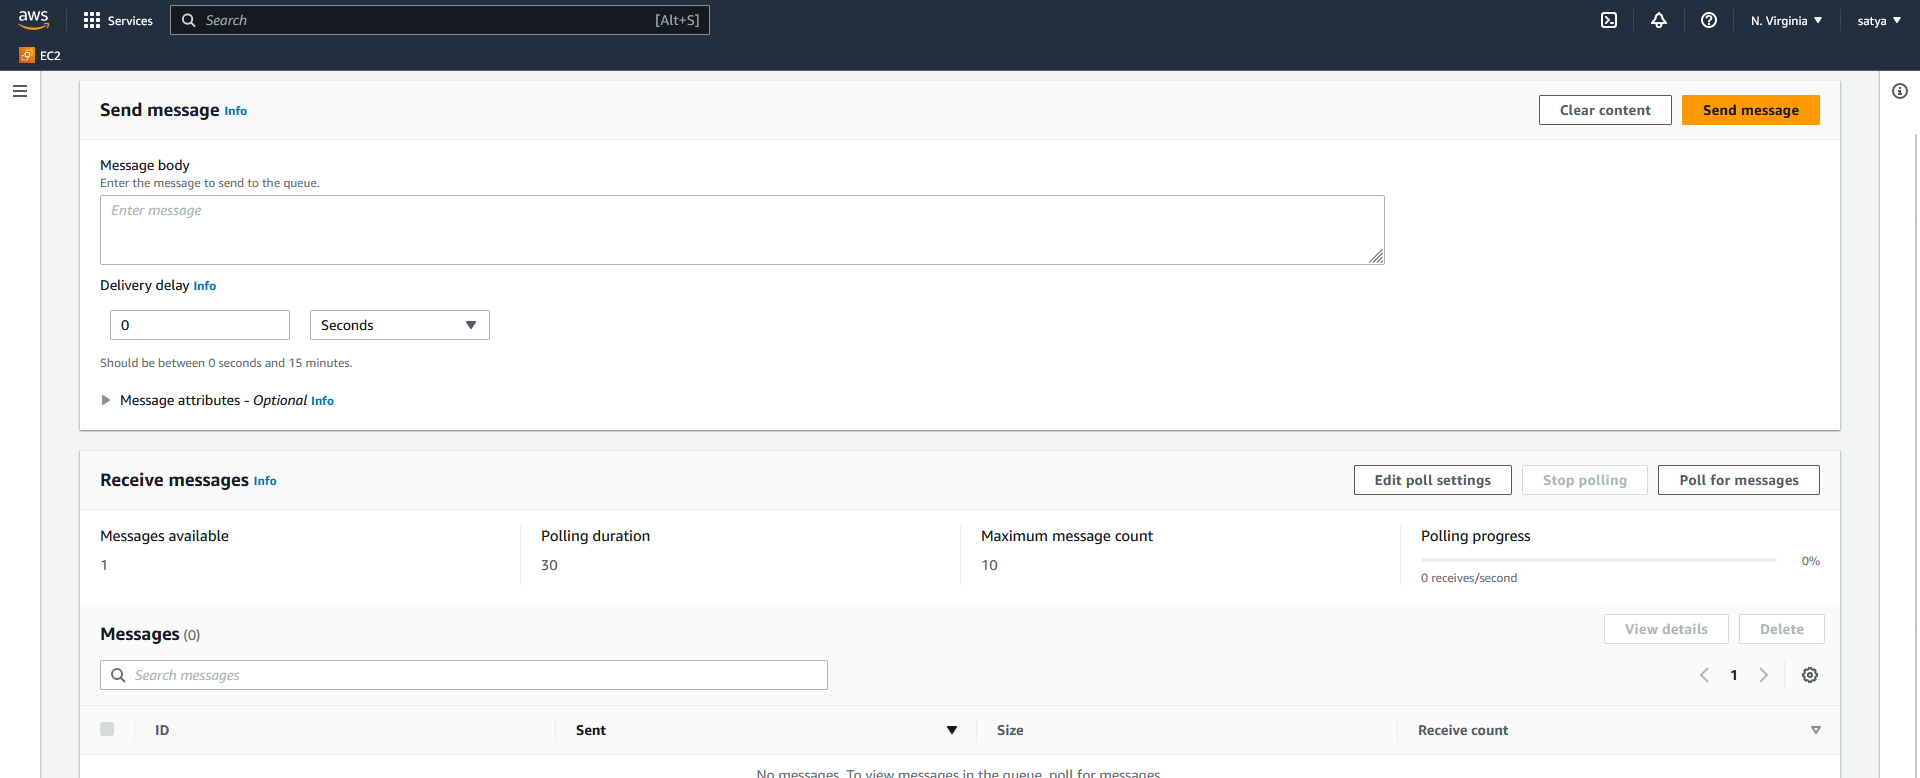 aws Services Search [Alt+S] N. Virginia satya
EC2
Send message Info Clear content Send message
Message body
Enter the message to send to the queue.
Enter message
Delivery delay Info
0 Seconds
Should be between 0 seconds and 15 minutes.
Message attributes - Optional Info
Receive messages Info Edit poll settings Stop polling Poll for messages
Messages available Polling duration Maximum message count Polling progress
1 30 10 0%
0 receives/second
Messages (0) View details Delete
Search messages 1
ID Sent Size Receive count
No messages. To view messages in the queue, poll for messages.